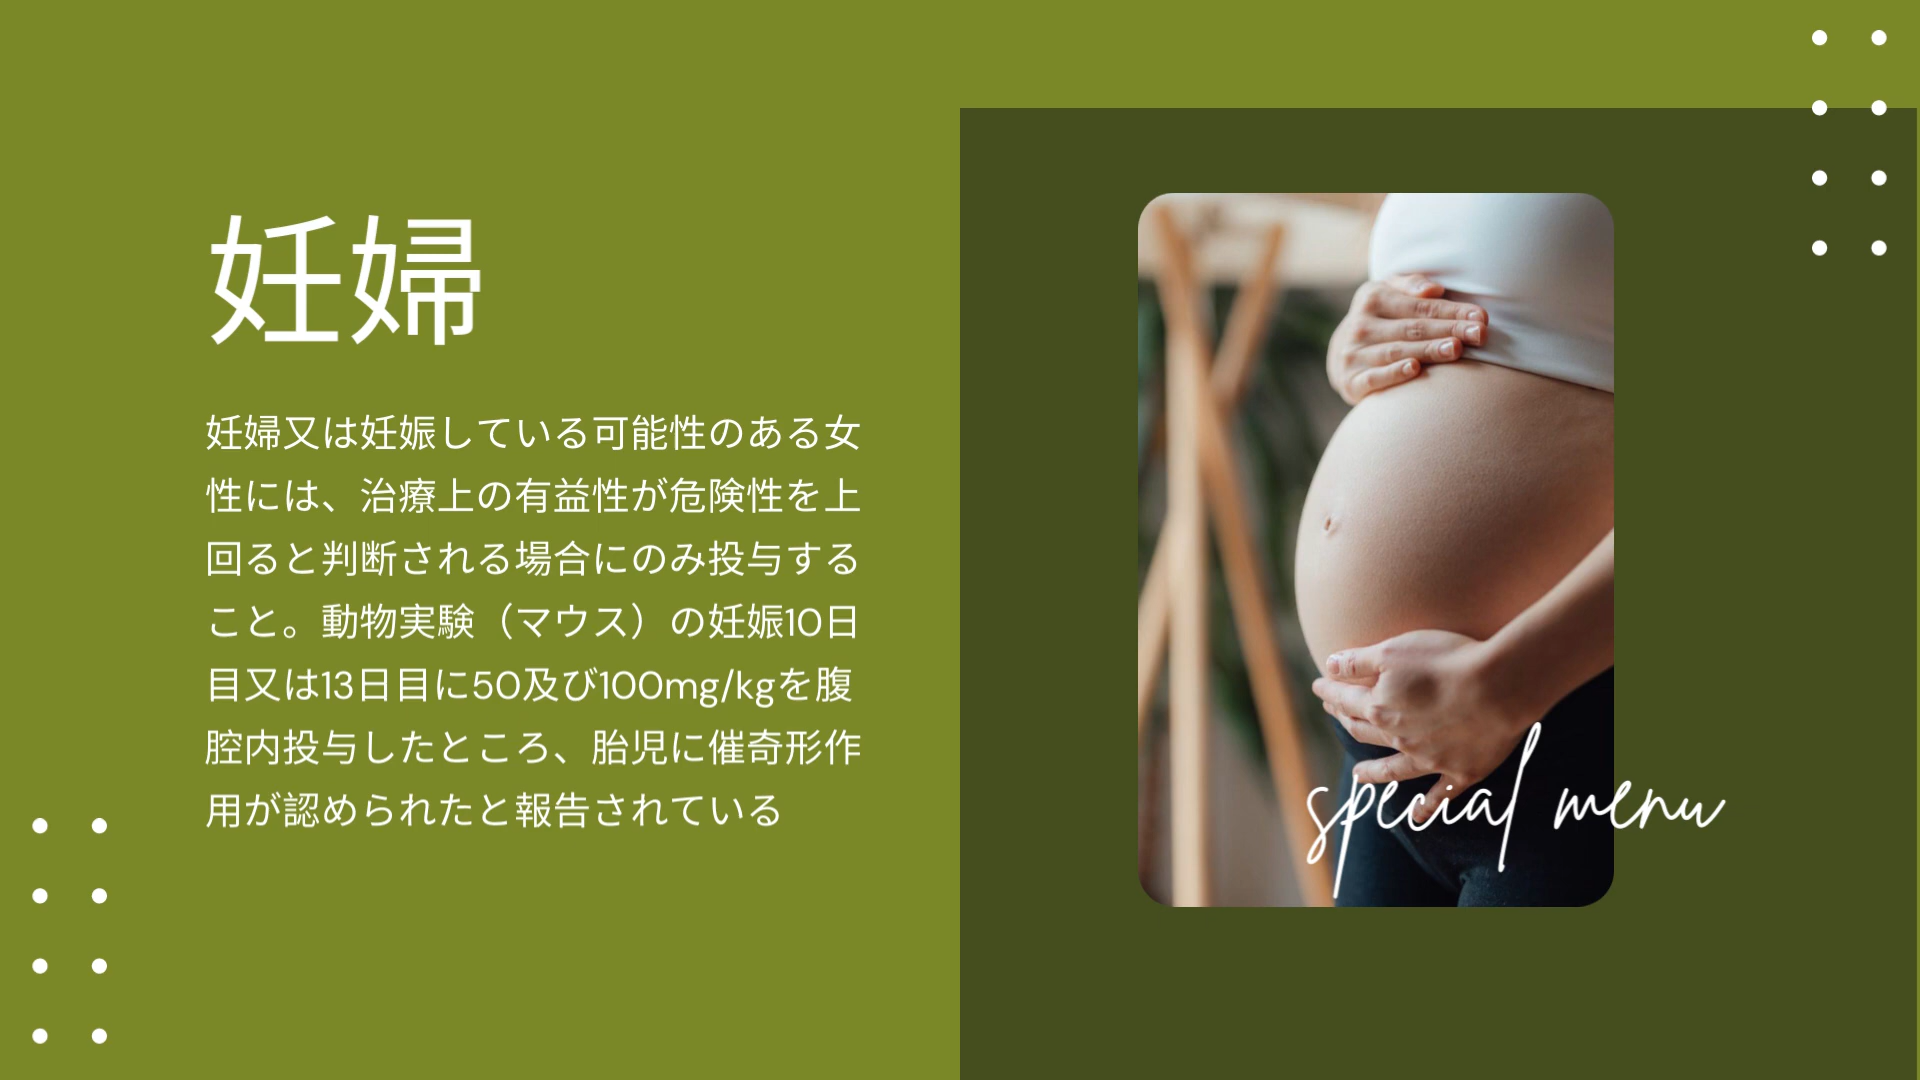 妊婦
妊婦又は妊娠している可能性のある女
性には、治療上の有益性が危険性を上
回ると判断される場合にのみ投与する
こと。動物実験（マウス）の妊娠10日
目又は13日目に50及び100mg/kgを腹
腔内投与したところ、胎児に催奇形作
用が認められたと報告されている
special menu